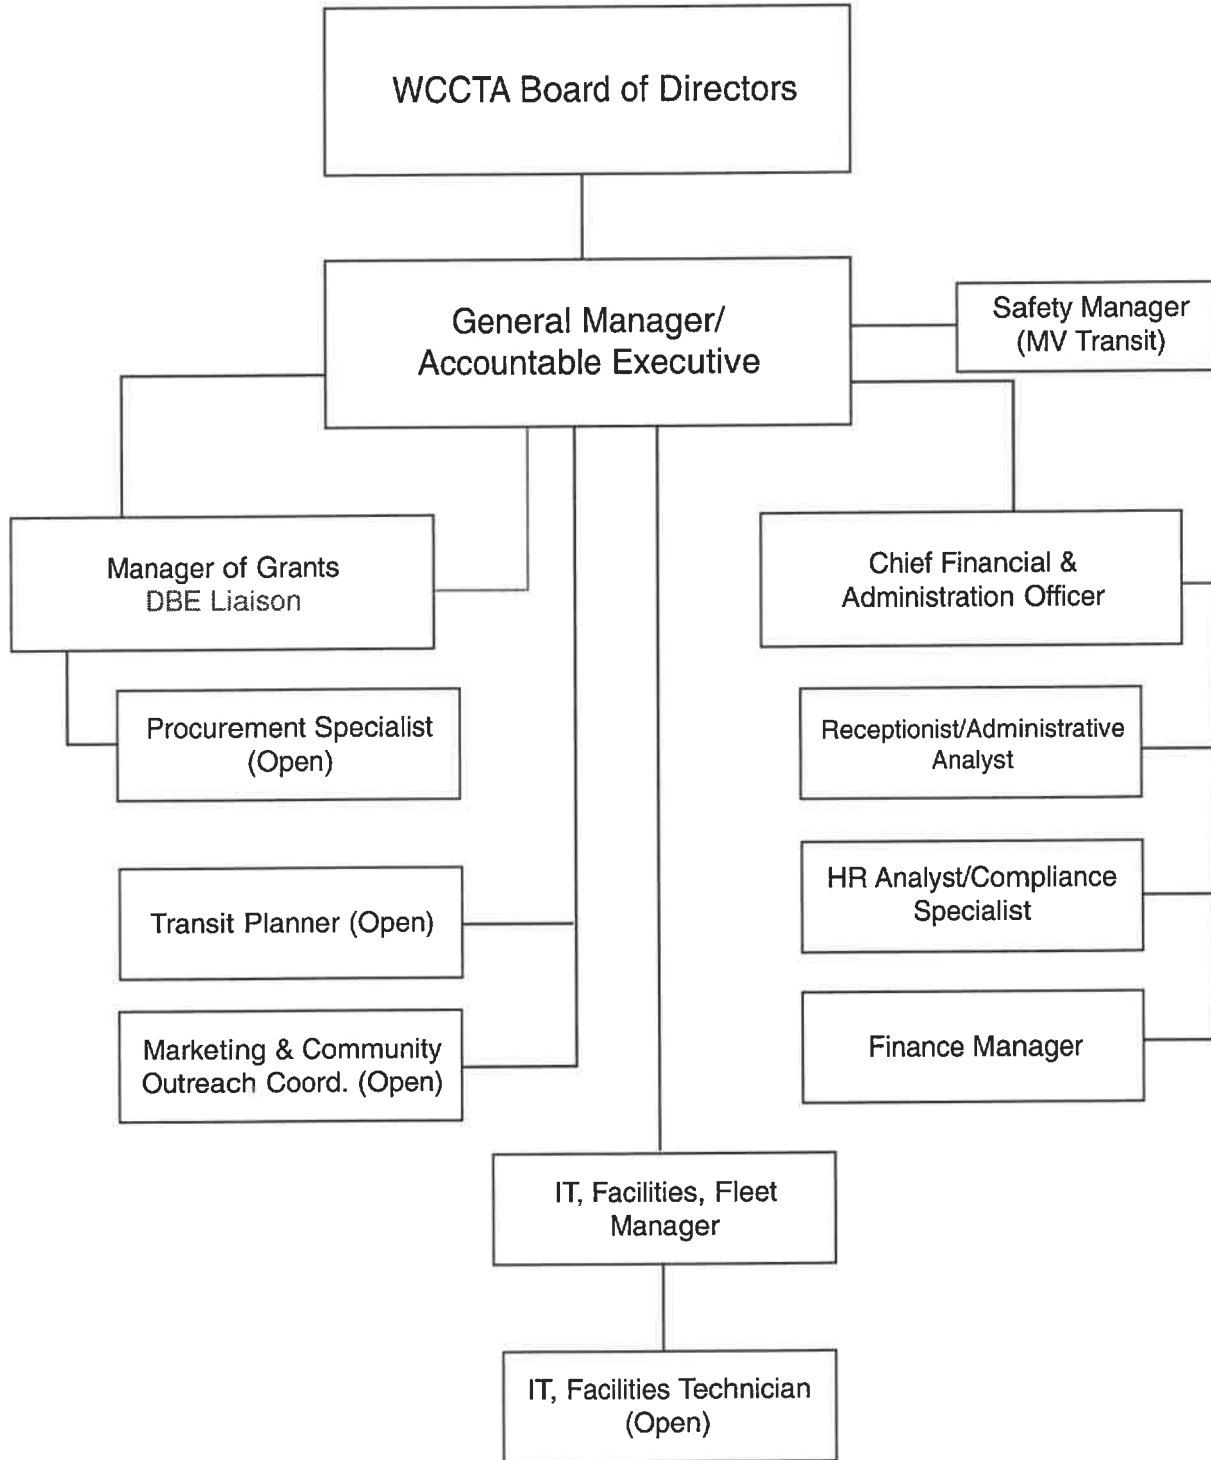 WCCTA Board of Directors
General Manager/
Accountable Executive
Safety Manager
(MV Transit)
Manager of Grants
DBE Liaison
Chief Financial &
Administration Officer
Procurement Specialist
(Open)
Receptionist/Administrative
Analyst
Transit Planner (Open)
HR Analyst/Compliance
Specialist
Marketing & Community
Outreach Coord. (Open)
Finance Manager
IT, Facilities, Fleet
Manager
IT, Facilities Technician
(Open)